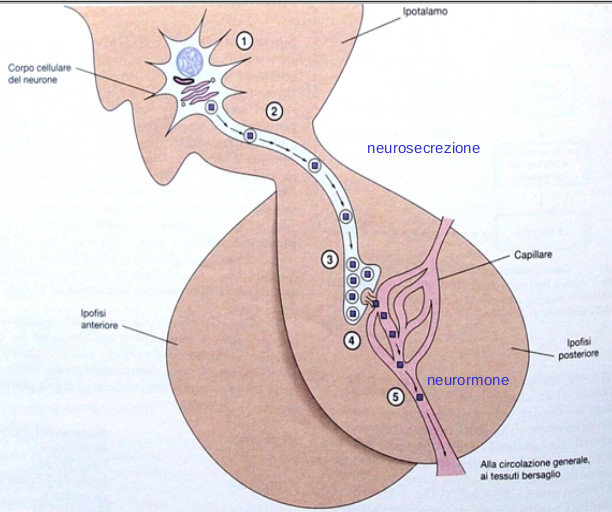 Ipotalamo
1
Corpo cellulare
del neurone
2
neurosecrezione
3
Capillare
Ipofisi
anteriore
4
Ipofisi
posteriore
neurormone
5
Alla circolazione generale,
ai tessuti bersaglio